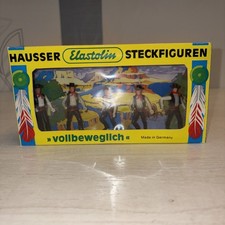 HAUSSER Elastolin STECKFIGUREN
»vollbeweglich« Made in Germany